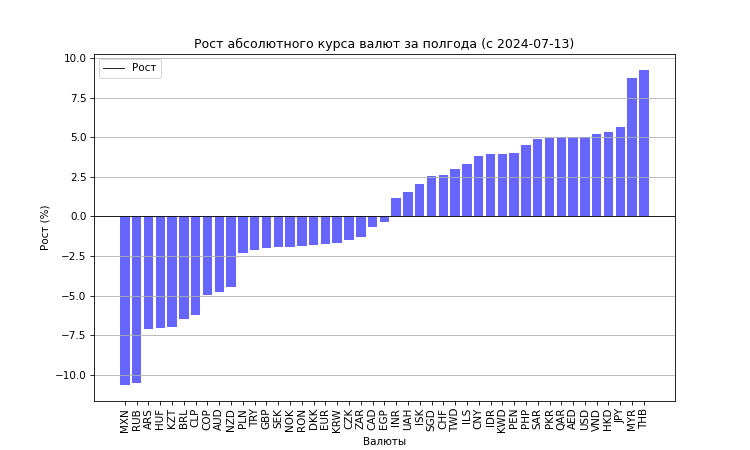 Рост абсолютного курса валют за полгода (с 2024-07-13)
Рост
10.0
7.5
5.0
2.5
0.0
−2.5
−5.0
−7.5
−10.0
Рост (%)
MXN RUB ARS HUF KZT BRL CLP COP AUD NZD PLN TRY GBP SEK NOK RON DKK EUR KRW CZK ZAR CAD EGP INR UAH ISK SGD CHF TWD ILS CNY IDR KWD PEN PHP SAR PKR QAR AED USD VND HKD JPY MYR THB
Валюты